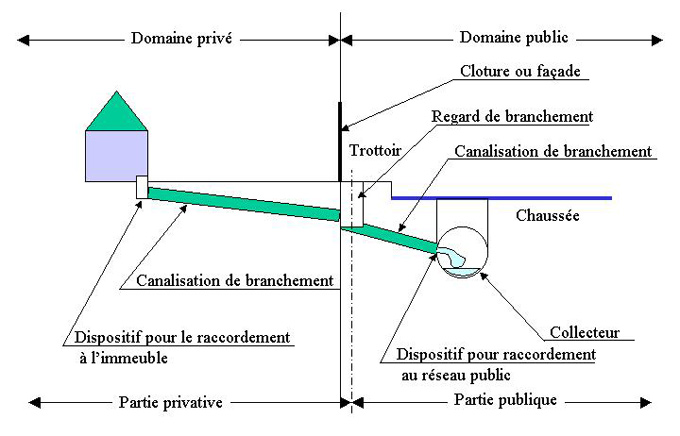 Domaine privé
Domaine public
Cloture ou façade
Regard de branchement
Trottoir
Canalisation de branchement
Chaussée
Canalisation de branchement
Collecteur
Dispositif pour le raccordement
à l'immeuble
Dispositif pour raccordement
au réseau public
Partie privative
Partie publique